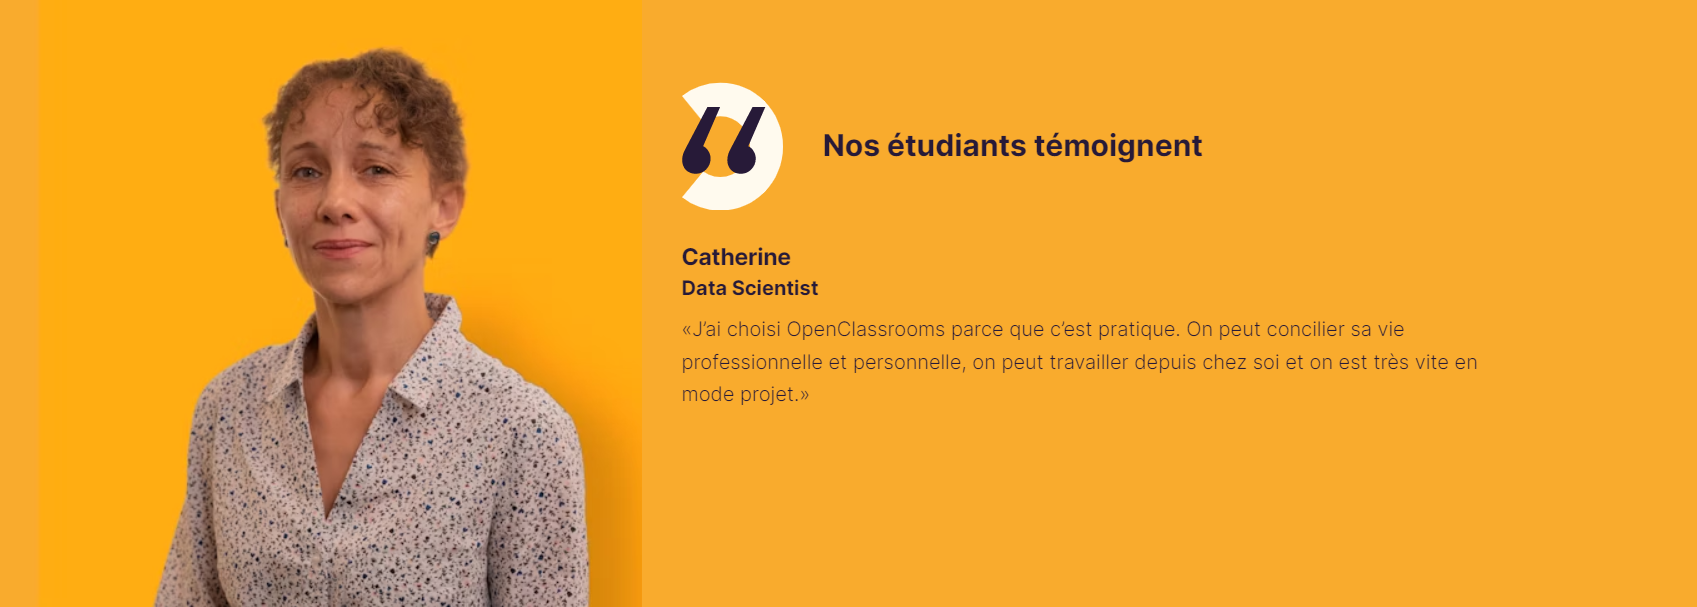 Nos étudiants témoignent
Catherine
Data Scientist
«J’ai choisi OpenClassrooms parce que c’est pratique. On peut concilier sa vie
professionnelle et personnelle, on peut travailler depuis chez soi et on est très vite en
mode projet.»